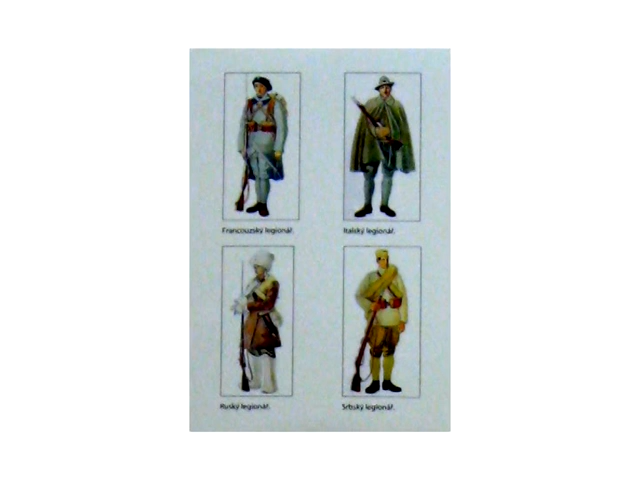 Francouzský legionář.
Italský legionář.
Ruský legionář.
Srbský legionář.